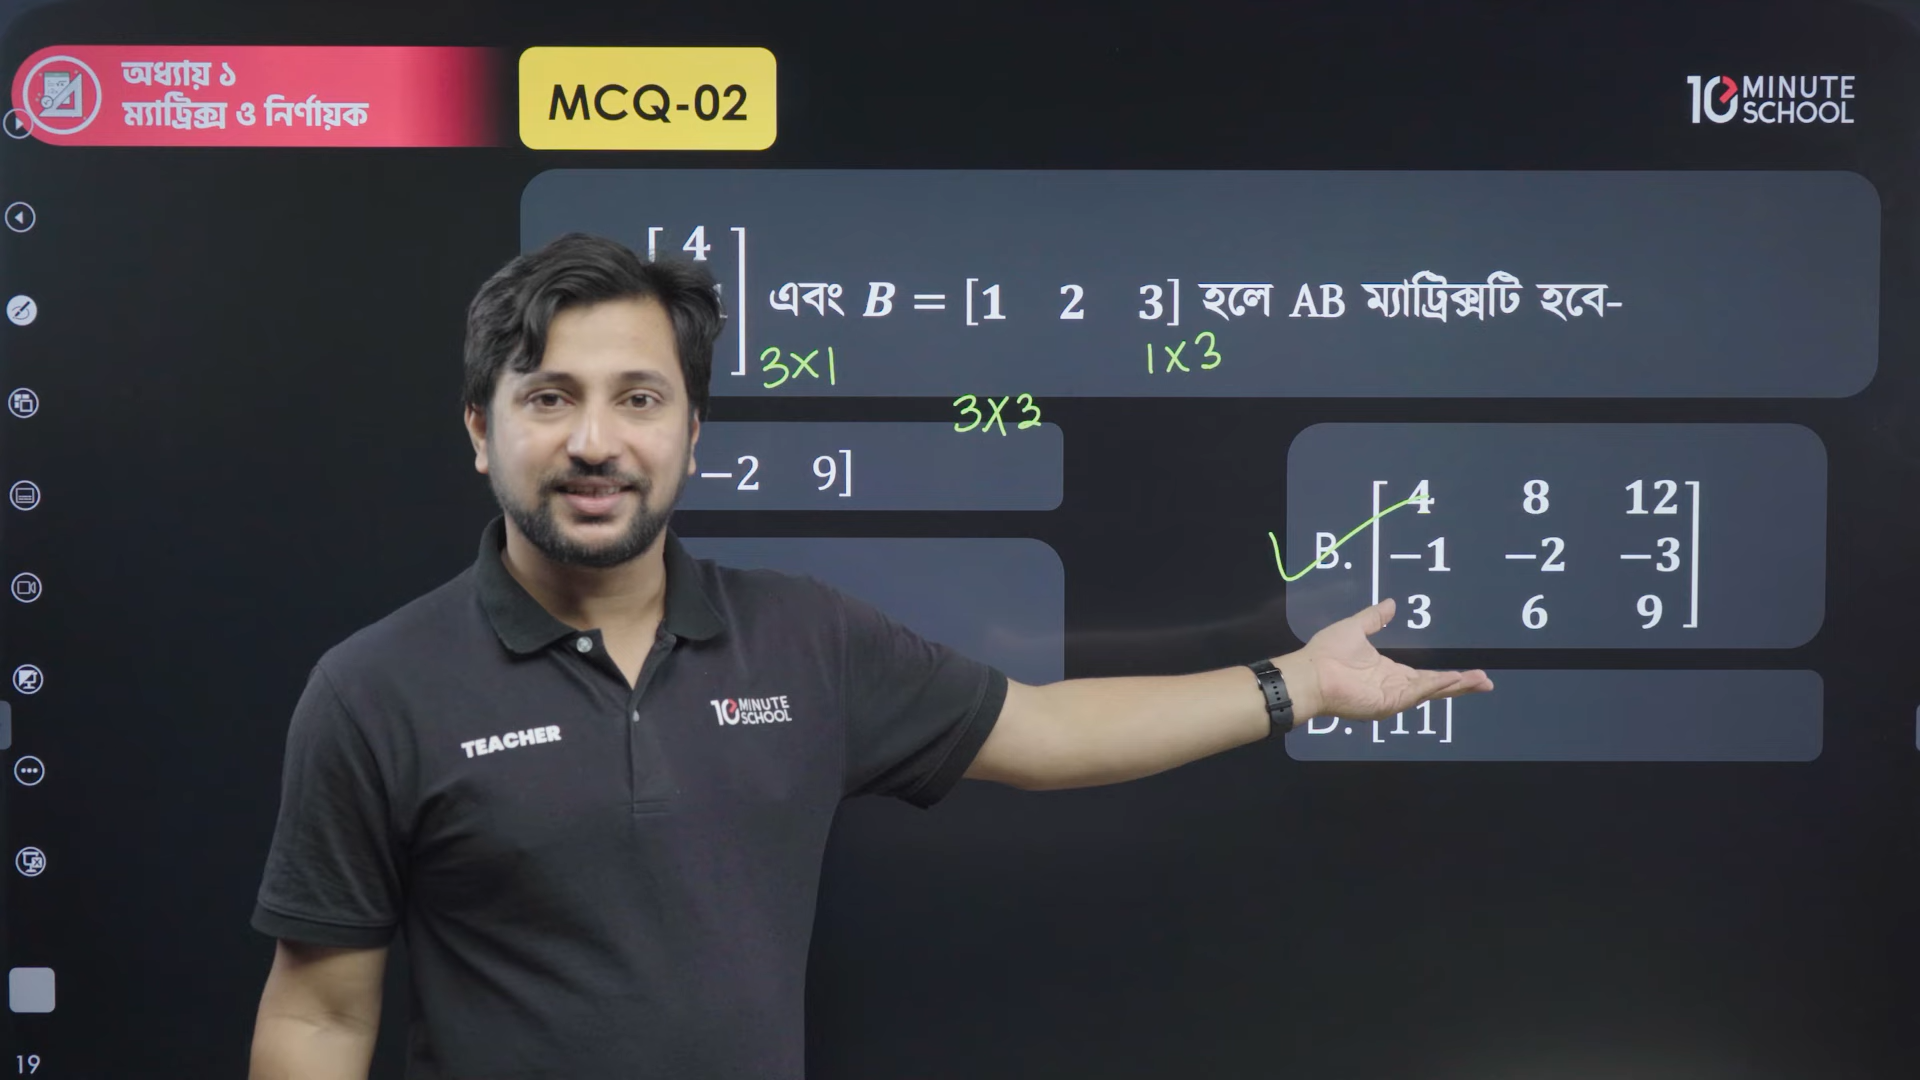 অধ্যায় ১
ম্যাট্রিক্স ও নির্ণায়ক
MCQ-02
10 MINUTE
SCHOOL
[ 4 ] এবং B = [1 2 3] হলে AB ম্যাট্রিক্সটি হবে-
3×1
1×3
3×3
−2 9]
B. [4 8 12
−1 −2 −3
3 6 9]
D. [11]
TEACHER
10 MINUTE
SCHOOL
19